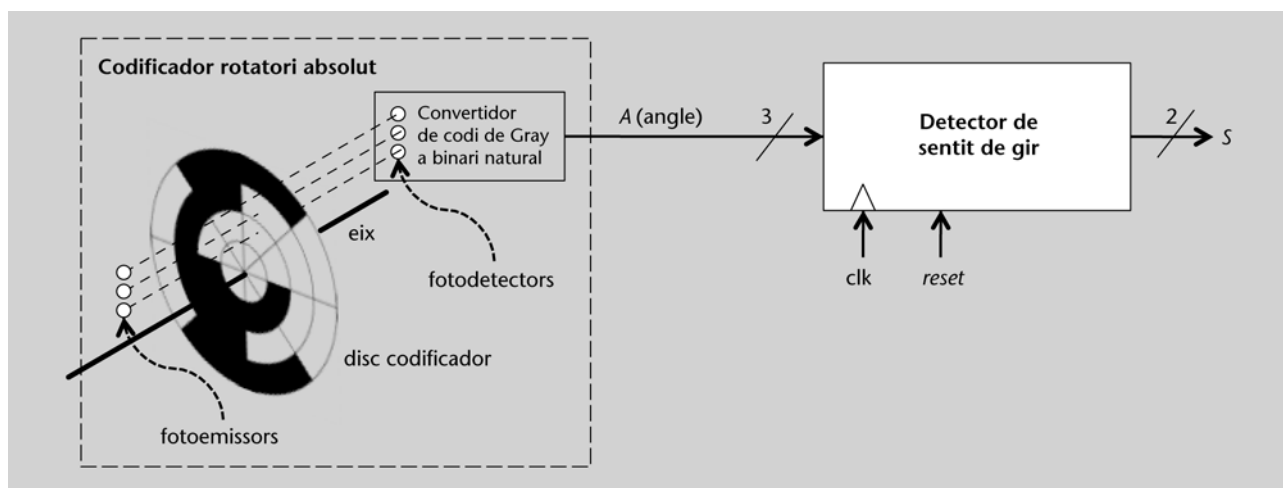 Codificador rotatori absolut
Convertidor
de codi de Gray
a binari natural
eix
fotodetectors
disc codificador
fotoemissors
A (angle)
3
Detector de
sentit de gir
2
S
clk
reset